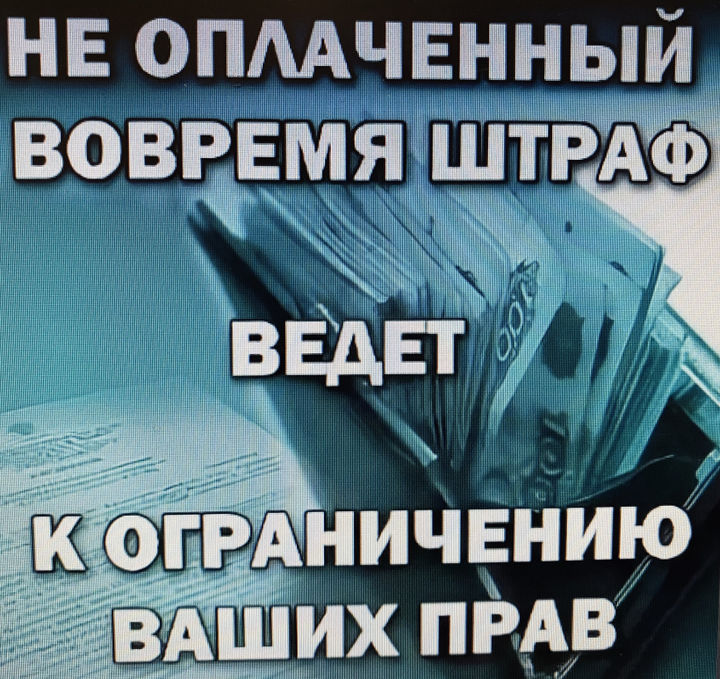 НЕ ОПЛАЧЕННЫЙ
ВОВРЕМЯ ШТРАФ
ВЕДЕТ
К ОГРАНИЧЕНИЮ
ВАШИХ ПРАВ